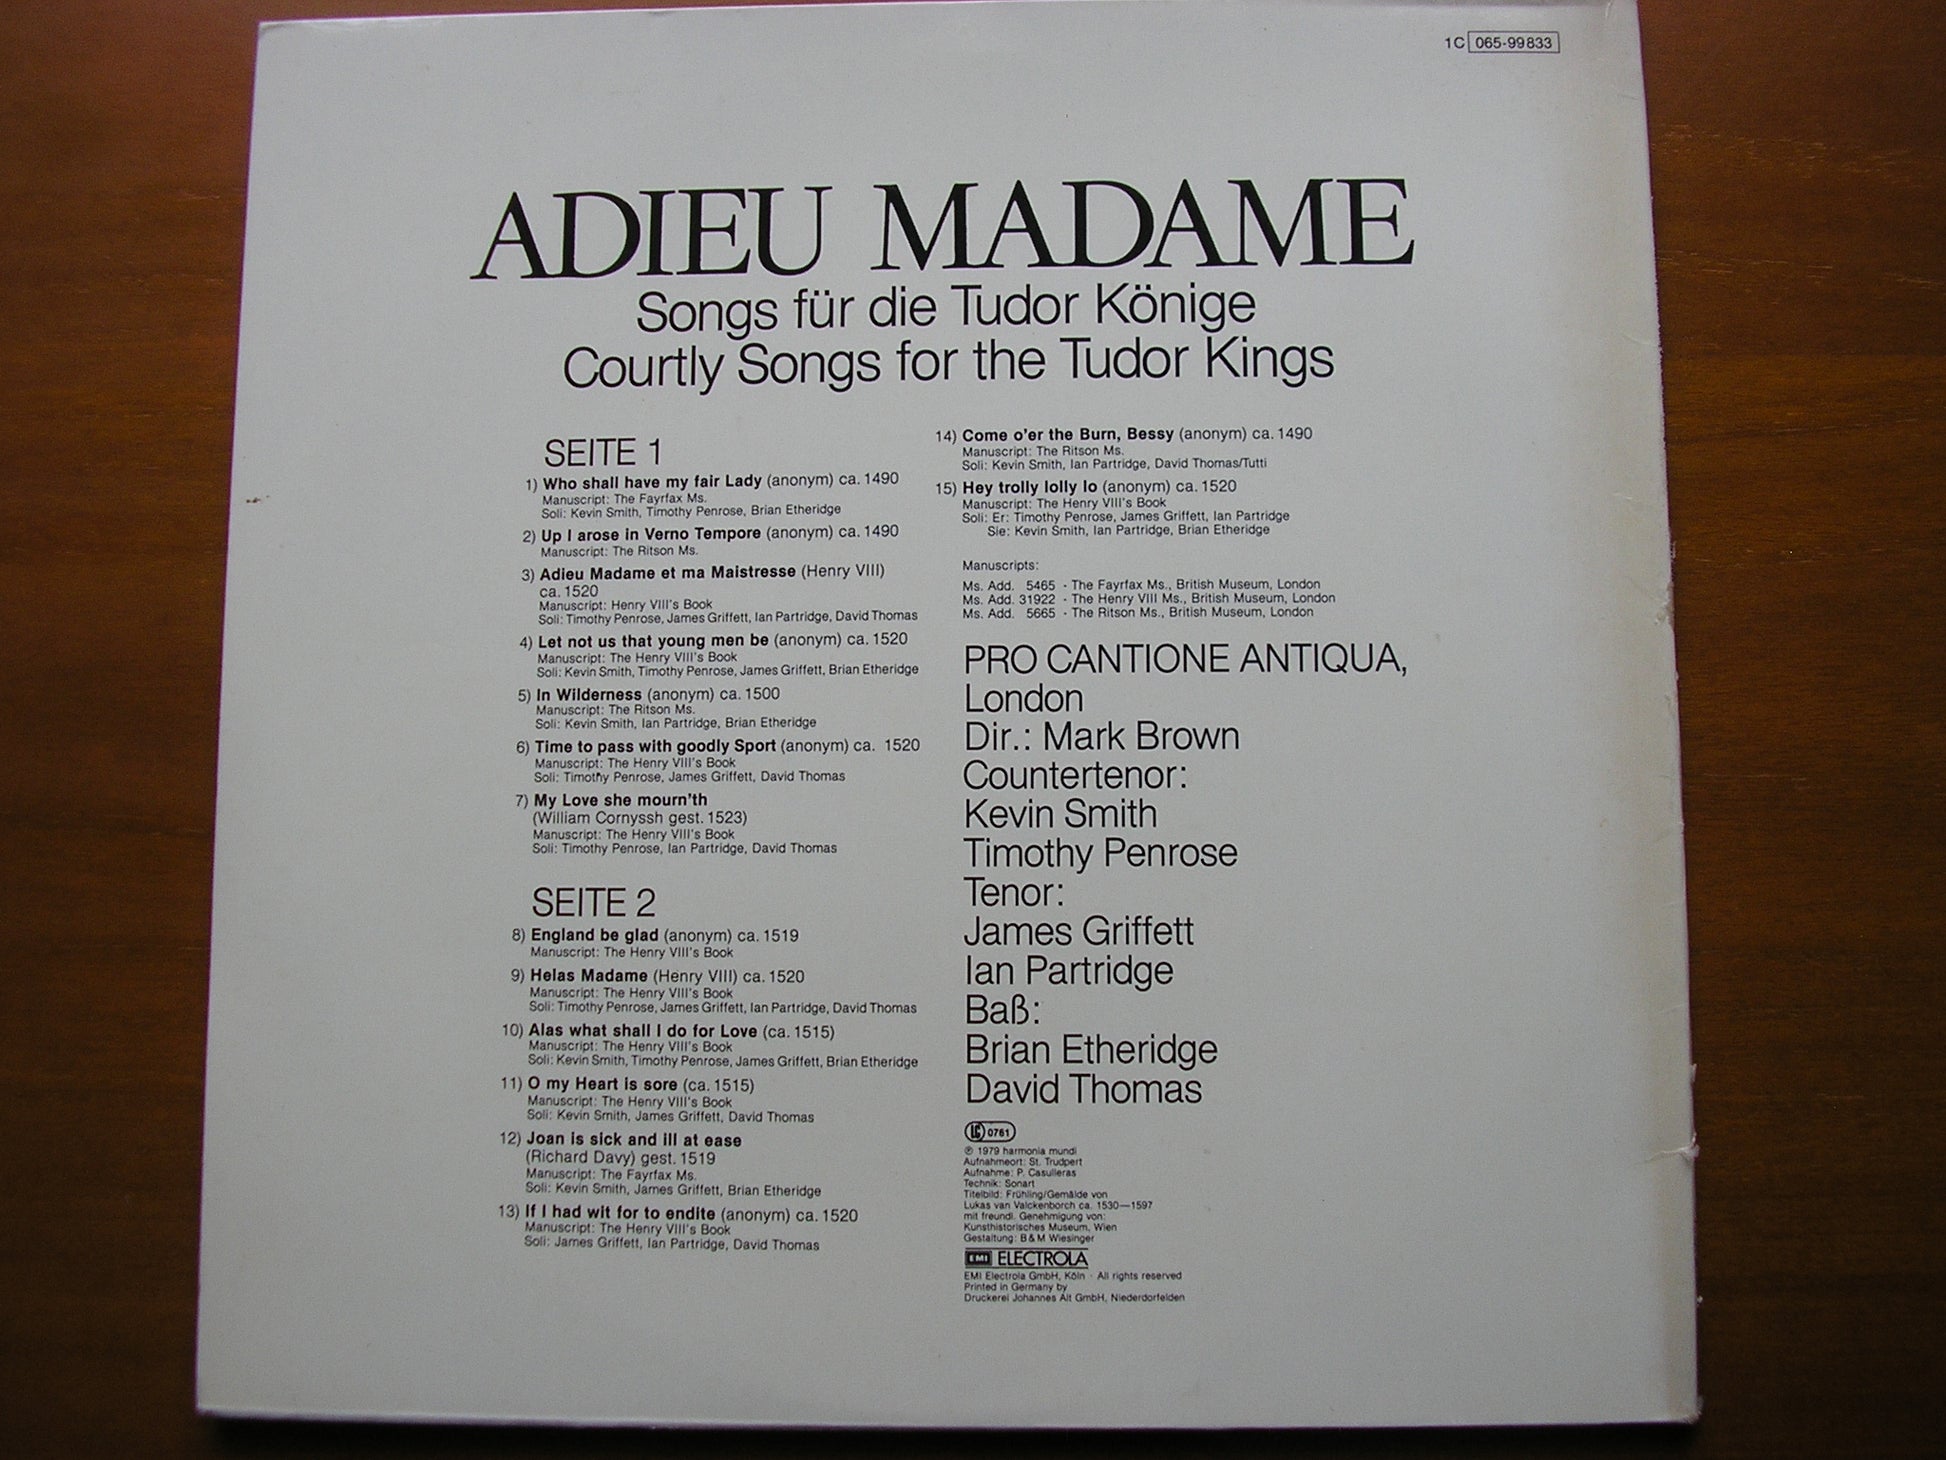 1C 065-99833
ADIEU MADAME
Songs für die Tudor Könige
Courtly Songs for the Tudor Kings
SEITE 1
1) Who shall have my fair Lady (anonym) ca. 1490
Manuscript: The Fayrfax Ms.
Soli: Kevin Smith, Timothy Penrose, Brian Etheridge
2) Up I arose in Verno Tempore (anonym) ca. 1490
Manuscript: The Ritson Ms.
3) Adieu Madame et ma Maistresse (Henry VIII)
ca. 1520
Manuscript: Henry VIII's Book
Soli: Timothy Penrose, James Griffett, Ian Partridge, David Thomas
4) Let not us that young men be (anonym) ca. 1520
Manuscript: The Henry VIII's Book
Soli: Kevin Smith, Timothy Penrose, James Griffett, Brian Etheridge
5) In Wilderness (anonym) ca. 1500
Manuscript: The Ritson Ms.
Soli: Kevin Smith, Ian Partridge, Brian Etheridge
6) Time to pass with goodly Sport (anonym) ca. 1520
Manuscript: The Henry VIII's Book
Soli: Timothy Penrose, James Griffett, David Thomas
7) My Love she mourn'th
(William Cornyssh gest. 1523)
Manuscript: The Henry VIII's Book
Soli: Timothy Penrose, Ian Partridge, David Thomas
SEITE 2
8) England be glad (anonym) ca. 1519
Manuscript: The Henry VIII's Book
9) Helas Madame (Henry VIII) ca. 1520
Manuscript: The Henry VIII's Book
Soli: Timothy Penrose, James Griffett, Ian Partridge, David Thomas
10) Alas what shall I do for Love (ca. 1515)
Manuscript: The Henry VIII's Book
Soli: Kevin Smith, Timothy Penrose, James Griffett, Brian Etheridge
11) O my Heart is sore (ca. 1515)
Manuscript: The Henry VIII's Book
Soli: Kevin Smith, James Griffett, David Thomas
12) Joan is sick and ill at ease
(Richard Davy) gest. 1519
Manuscript: The Fayrfax Ms.
Soli: Kevin Smith, James Griffett, Brian Etheridge
13) If I had wit for to endite (anonym) ca. 1520
Manuscript: The Henry VIII's Book
Soli: James Griffett, Ian Partridge, David Thomas
14) Come o'er the Burn, Bessy (anonym) ca. 1490
Manuscript: The Ritson Ms.
Soli: Kevin Smith, Ian Partridge, David Thomas/Tutti
15) Hey trolly lolly lo (anonym) ca. 1520
Manuscript: The Henry VIII's Book
Soli: Er: Timothy Penrose, James Griffett, Ian Partridge
Sie: Kevin Smith, Ian Partridge, Brian Etheridge
Manuscripts:
Ms. Add. 5465 - The Fayrfax Ms., British Museum, London
Ms. Add. 31922 - The Henry VIII Ms., British Museum, London
Ms. Add. 5665 - The Ritson Ms., British Museum, London
PRO CANTIONE ANTIQUA,
London
Dir.: Mark Brown
Countertenor:
Kevin Smith
Timothy Penrose
Tenor:
James Griffett
Ian Partridge
Baß:
Brian Etheridge
David Thomas
LC 0761
℗ 1979 harmonia mundi
Aufnahmeort: St. Trudpert
Aufnahme: P. Casulleras
Technik: Sonart
Titelbild: Frühling/Gemälde von
Lukas van Valckenborch ca. 1530—1597
mit freundl. Genehmigung von:
Kunsthistorisches Museum, Wien
Gestaltung: B & M Wiesinger
EMI ELECTROLA
EMI Electrola GmbH, Köln · All rights reserved
Printed in Germany by
Druckerei Johannes Alt GmbH, Niederdorfelden